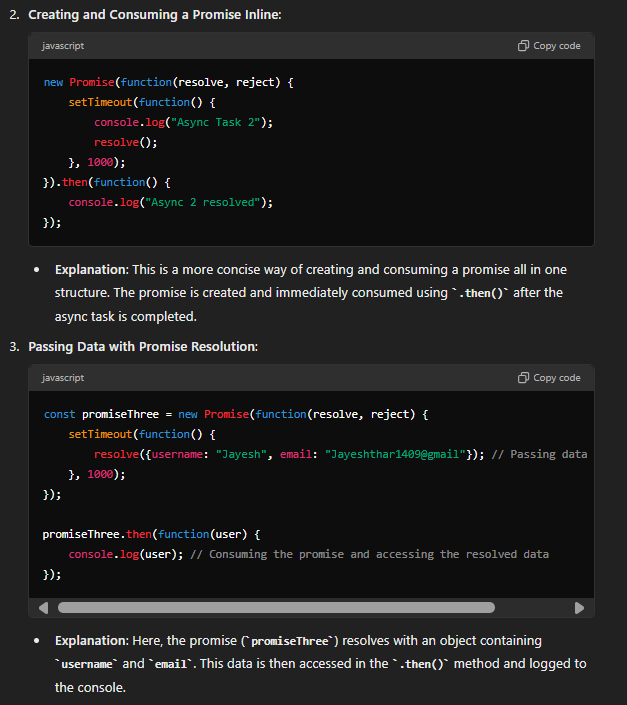 2. Creating and Consuming a Promise Inline:
javascript
Copy code
new Promise(function(resolve, reject) {
    setTimeout(function() {
        console.log("Async Task 2");
        resolve();
    }, 1000);
}).then(function() {
    console.log("Async 2 resolved");
});
• Explanation: This is a more concise way of creating and consuming a promise all in one
structure. The promise is created and immediately consumed using `.then()` after the
async task is completed.
3. Passing Data with Promise Resolution:
javascript
Copy code
const promiseThree = new Promise(function(resolve, reject) {
    setTimeout(function() {
        resolve({username: "Jayesh", email: "Jayeshthar1409@gmail"}); // Passing data
    }, 1000);
});
promiseThree.then(function(user) {
    console.log(user); // Consuming the promise and accessing the resolved data
});
• Explanation: Here, the promise (`promiseThree`) resolves with an object containing
`username` and `email`. This data is then accessed in the `.then()` method and logged to
the console.